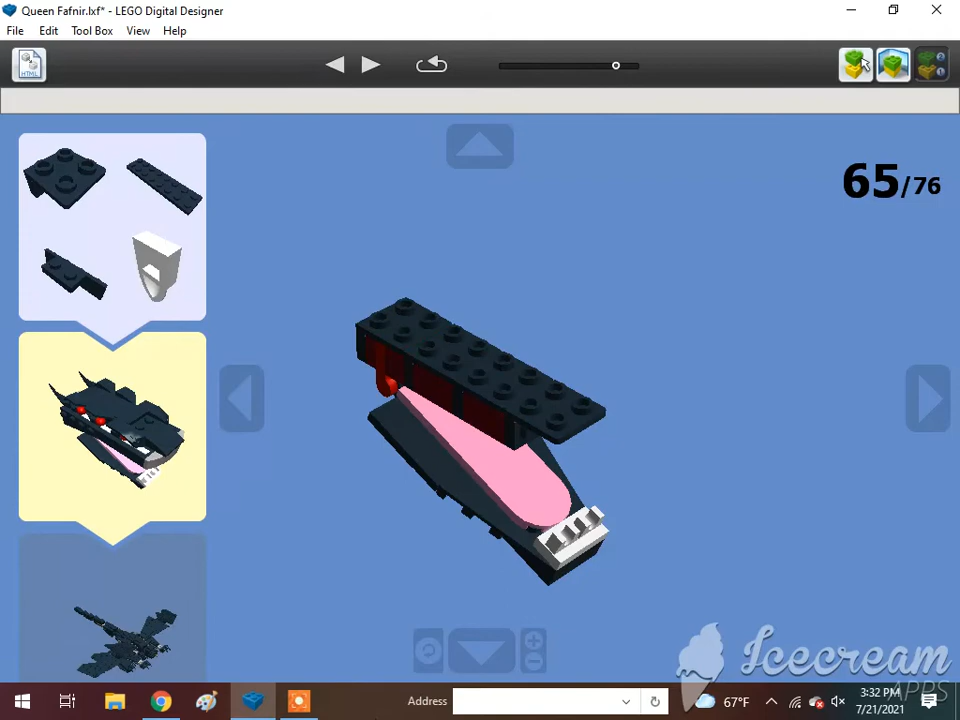 Queen Fafnir.lxf* - LEGO Digital Designer
File Edit Tool Box View Help
HTML
65/76
Icecream
APPS
Address
67°F
3:32 PM
7/21/2021